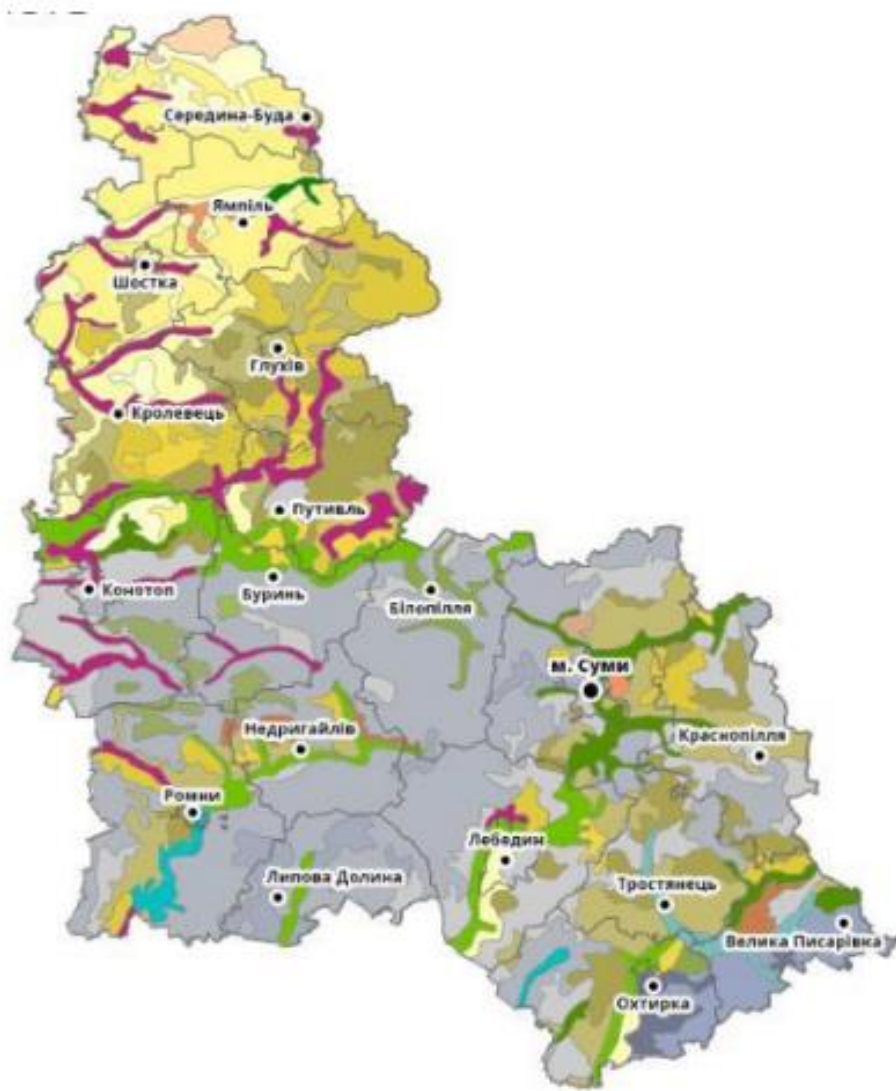 Середина-Буда
Ямпіль
Шостка
Глухів
Кролевець
Путивль
Конотоп
Буринь
Білопілля
м. Суми
Недригайлів
Краснопілля
Ромни
Лебедин
Липова Долина
Тростянець
Велика Писарівка
Охтирка